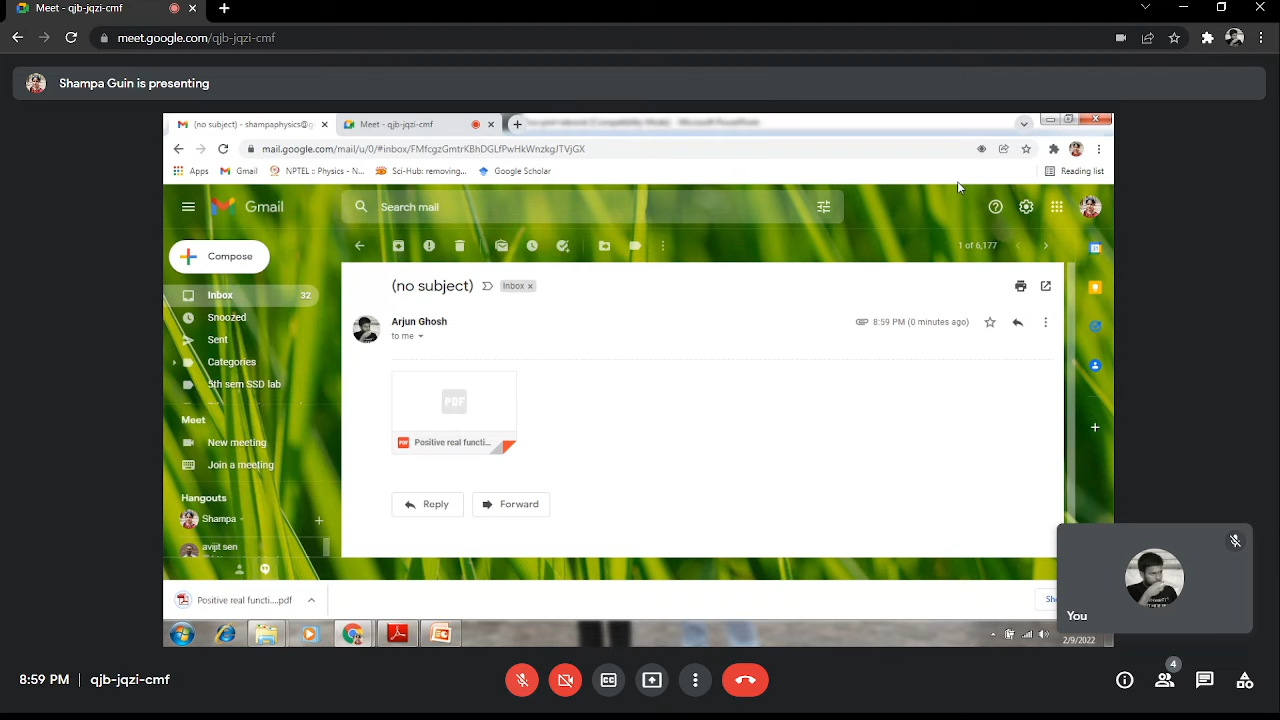 Meet - qjb-jqzi-cmf
meet.google.com/qjb-jqzi-cmf
Shampa Guin is presenting
(no subject) - shampaphysics@g
Meet - qjb-jqzi-cmf
mail.google.com/mail/u/0/#inbox/FMfcgzGmtrKBhDGLfPwHkWnzkgJTVjGX
Apps
Gmail
NPTEL :: Physics - N...
Sci-Hub: removing...
Google Scholar
Reading list
Gmail
Search mail
Compose
1 of 6,177
Inbox 32
Snoozed
Sent
Categories
5th sem SSD lab
Meet
New meeting
Join a meeting
Hangouts
Shampa
avijit sen
(no subject)
Inbox x
Arjun Ghosh
to me
8:59 PM (0 minutes ago)
PDF
PDF Positive real functi...
Reply
Forward
Positive real functi....pdf
You
2/9/2022
8:59 PM | qjb-jqzi-cmf
4